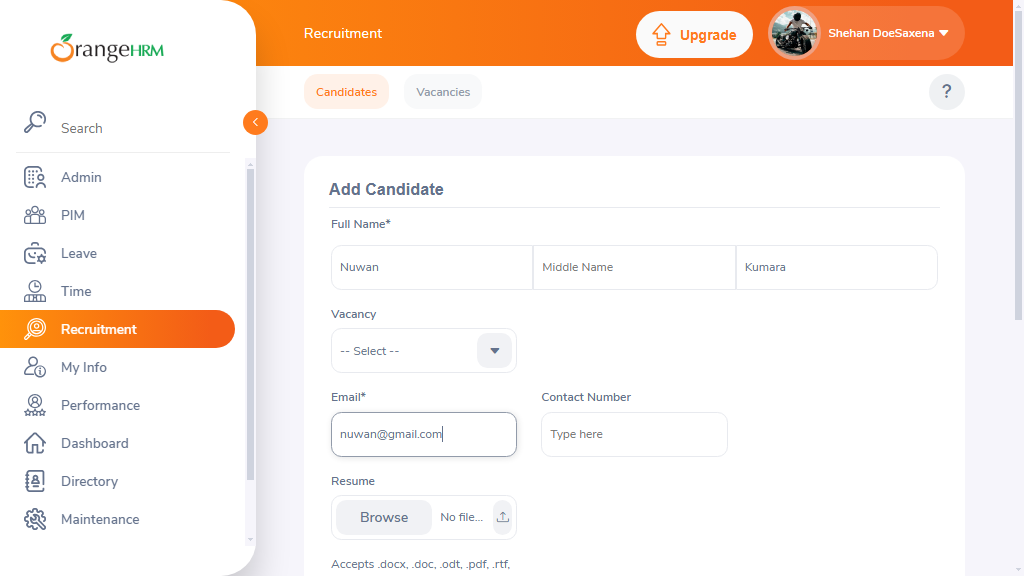 OrangeHRM
Recruitment
Upgrade
Shehan DoeSaxena
Candidates
Vacancies
?
Search
Admin
PIM
Leave
Time
Recruitment
My Info
Performance
Dashboard
Directory
Maintenance
Add Candidate
Full Name*
Nuwan
Middle Name
Kumara
Vacancy
-- Select --
Email*
Contact Number
nuwan@gmail.com
Type here
Resume
Browse
No file...
Accepts .docx, .doc, .odt, .pdf, .rtf,